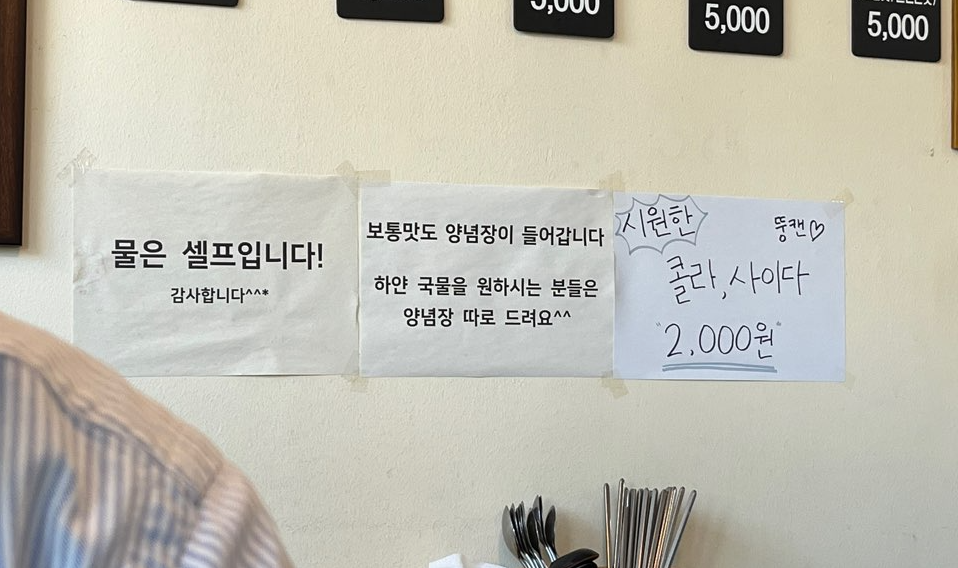 5,000
5,000
5,000
물은 셀프입니다!
감사합니다^^*
보통맛도 양념장이 들어갑니다
하얀 국물을 원하시는 분들은
양념장 따로 드려요^^
시원한
뚱캔♡
콜라,사이다
"2,000원"